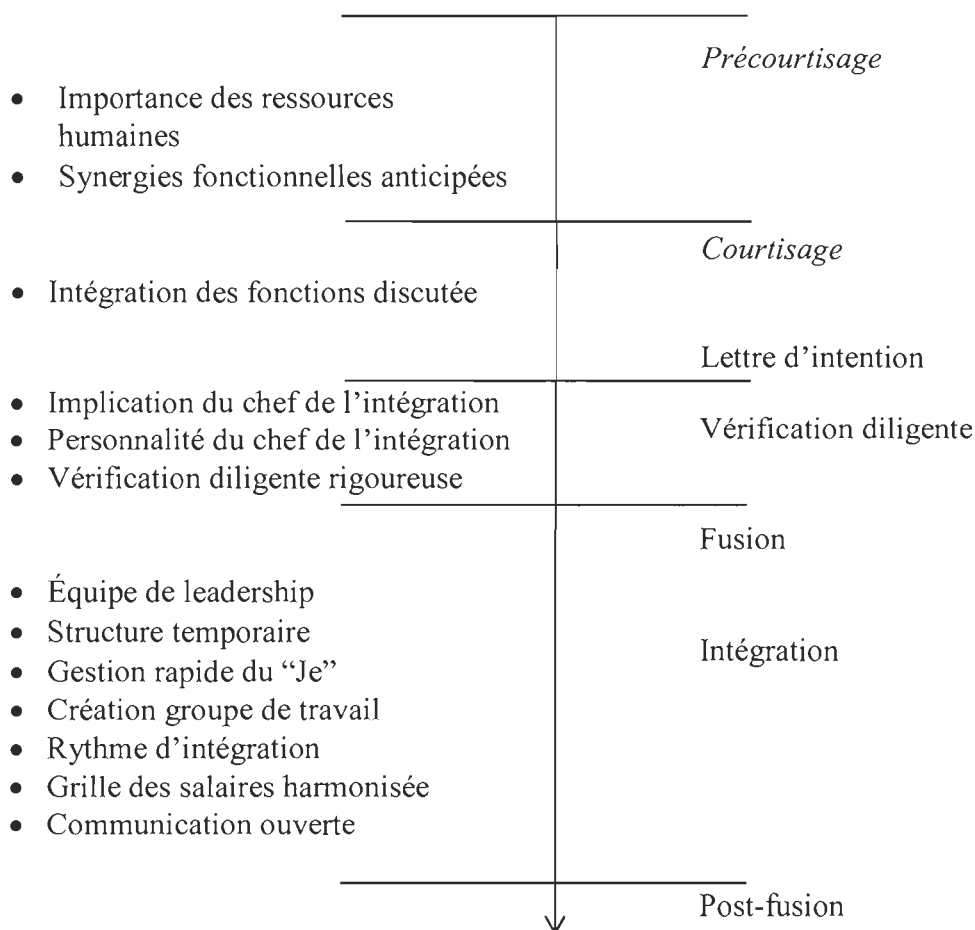 Précourtisage
• Importance des ressources
humaines
• Synergies fonctionnelles anticipées
Courtisage
• Intégration des fonctions discutée
Lettre d’intention
• Implication du chef de l’intégration
• Personnalité du chef de l’intégration
• Vérification diligente rigoureuse
Vérification diligente
Fusion
• Équipe de leadership
• Structure temporaire
• Gestion rapide du “Je”
• Création groupe de travail
• Rythme d’intégration
• Grille des salaires harmonisée
• Communication ouverte
Intégration
Post-fusion